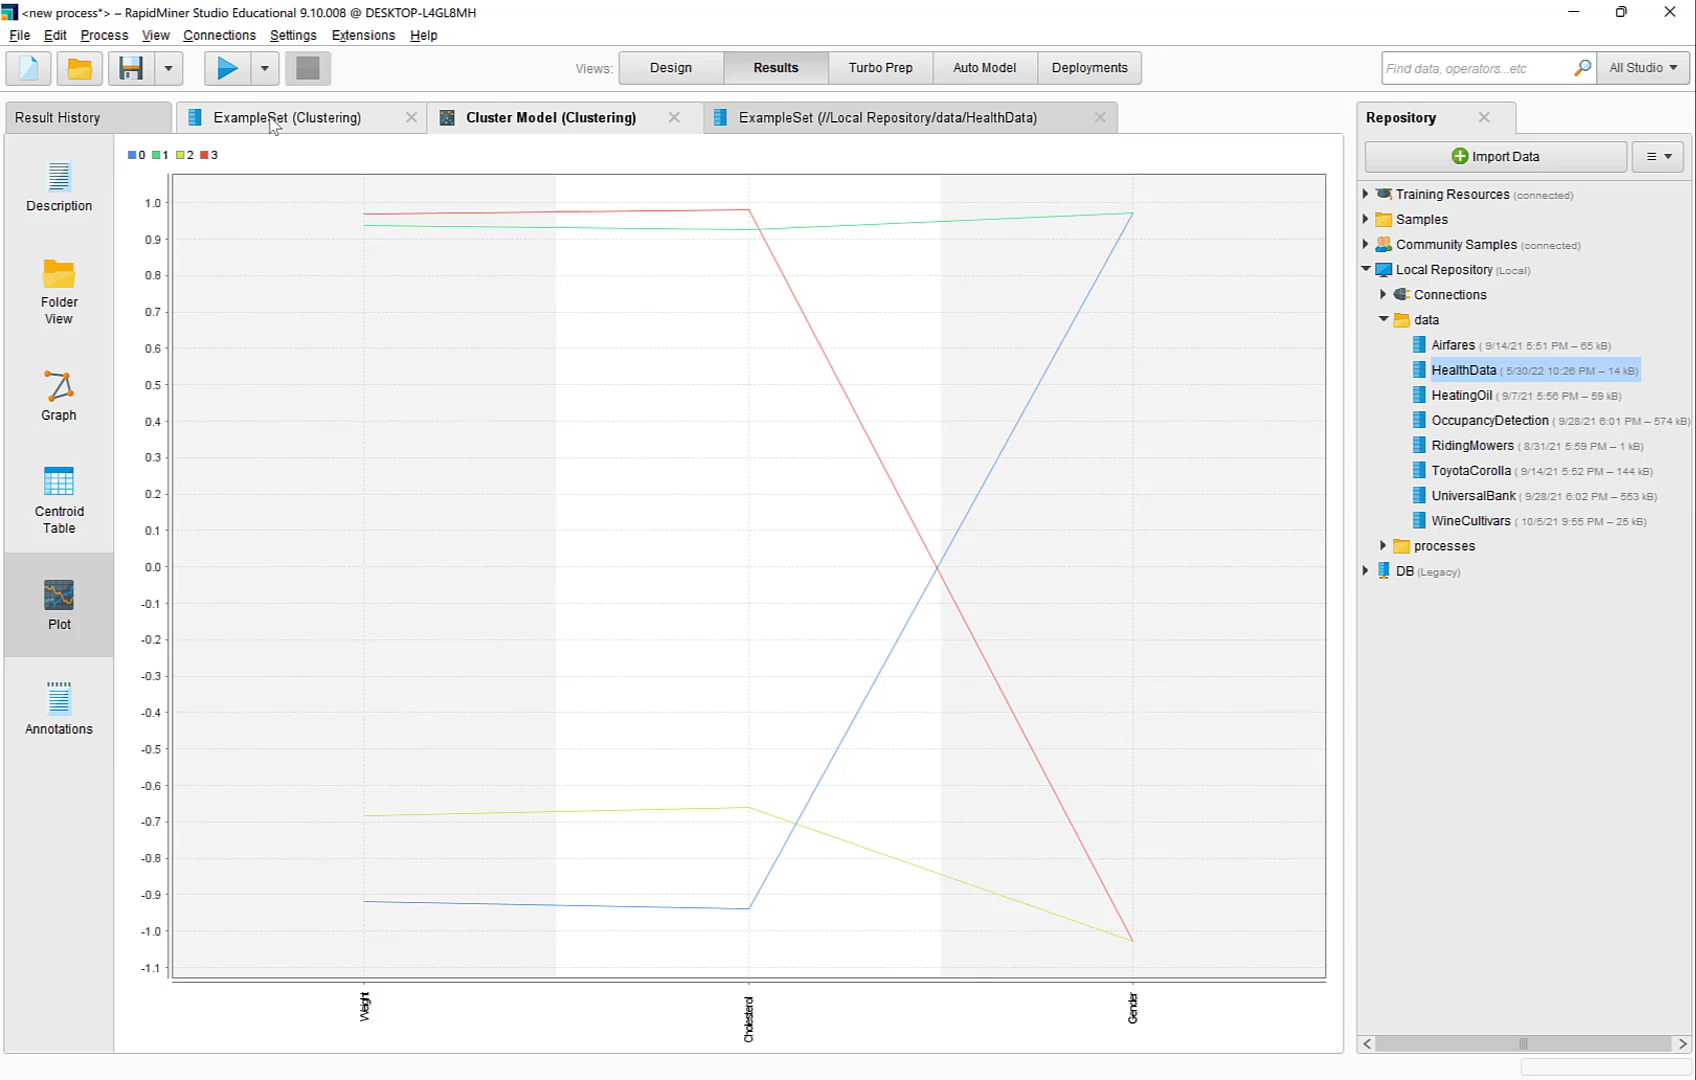 <new process*> – RapidMiner Studio Educational 9.10.008 @ DESKTOP-L4GL8MH
File Edit Process View Connections Settings Extensions Help
Views: Design Results Turbo Prep Auto Model Deployments
Find data, operators...etc All Studio
Result History ExampleSet (Clustering) Cluster Model (Clustering) ExampleSet (//Local Repository/data/HealthData)
Description
Folder
View
Graph
Centroid
Table
Plot
Annotations
0 1 2 3
1.0
0.9
0.8
0.7
0.6
0.5
0.4
0.3
0.2
0.1
0.0
-0.1
-0.2
-0.3
-0.4
-0.5
-0.6
-0.7
-0.8
-0.9
-1.0
-1.1
Weight
Cholesterol
Gender
Repository
Import Data
Training Resources (connected)
Samples
Community Samples (connected)
Local Repository (Local)
Connections
data
Airfares ( 9/14/21 5:51 PM – 65 kB)
HealthData ( 5/30/22 10:26 PM – 14 kB)
HeatingOil ( 9/7/21 5:56 PM – 59 kB)
OccupancyDetection ( 9/28/21 6:01 PM – 574 kB)
RidingMowers ( 8/31/21 5:59 PM – 1 kB)
ToyotaCorolla ( 9/14/21 5:52 PM – 144 kB)
UniversalBank ( 9/28/21 6:02 PM – 553 kB)
WineCultivars ( 10/5/21 9:55 PM – 25 kB)
processes
DB (Legacy)